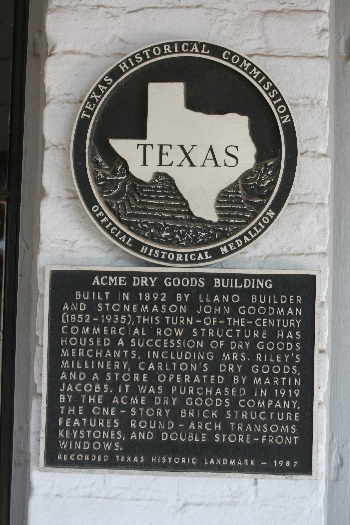 TEXAS HISTORICAL COMMISSION
TEXAS
OFFICIAL HISTORICAL MEDALLION
ACME DRY GOODS BUILDING
BUILT IN 1892 BY LLANO BUILDER
AND STONEMASON JOHN GOODMAN
(1852-1935), THIS TURN-OF-THE-CENTURY
COMMERCIAL ROW STRUCTURE HAS
HOUSED A SUCCESSION OF DRY GOODS
MERCHANTS, INCLUDING MRS. RILEY'S
MILLINERY, CARLTON'S DRY GOODS,
AND A STORE OPERATED BY MARTIN
JACOBS. IT WAS PURCHASED IN 1919
BY THE ACME DRY GOODS COMPANY.
THE ONE-STORY BRICK STRUCTURE
FEATURES ROUND-ARCH TRANSOMS,
KEYSTONES, AND DOUBLE STORE-FRONT
WINDOWS.
RECORDED TEXAS HISTORIC LANDMARK - 1987